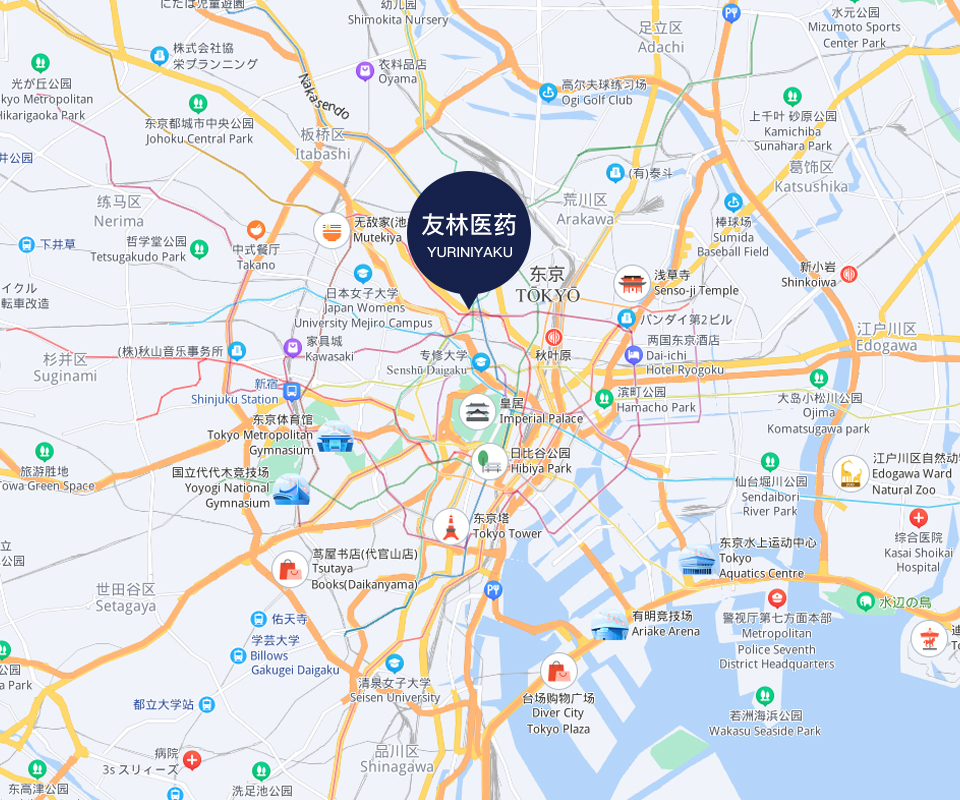 にたば児童遊園
幼儿园
Shimokita Nursery
足立区
Adachi
水元公园
Mizumoto Sports
Center Park
株式会社協
栄プランニング
衣料品店
Oyama
光が丘公园
kyo Metropolitan
Hikarigaoka Park
Nakasendo
高尔夫球练习场
Ogi Golf Club
东京都城市中央公园
Johoku Central Park
板桥区
Itabashi
上千叶 砂原公园
Kamichiba
Sunahara Park
井公园
(有)泰斗
葛饰区
Katsushika
练马区
Nerima
荒川区
Arakawa
棒球场
Sumida
Baseball Field
友林医药
YURINIYAKU
无敌家(池
Mutekiya
下井草
哲学堂公园
Tetsugakudo Park
中式餐厅
Takano
东京
TŌKYŌ
浅草寺
Senso-ji Temple
新小岩
Shinkoiwa
イクル
転車改造
日本女子大学
Japan Womens
University Mejiro Campus
バンダイ第2ビル
江户川区
Edogawa
(株)秋山音乐事务所
家具城
Kawasaki
专修大学
Senshū Daigaku
秋叶原
两国东京酒店
Dai-ichi
Hotel Ryogoku
杉井区
Suginami
新宿
Shinjuku Station
皇居
Imperial Palace
滨町公园
Hamacho Park
大岛小松川公园
Ojima
Komatsugawa park
东京体育馆
Tokyo Metropolitan
Gymnasium
旅游胜地
Towa Green Space
国立代代木竞技场
Yoyogi National
Gymnasium
日比谷公园
Hibiya Park
仙台堀川公园
Sendaibori
River Park
江户川区自然动
Edogawa Ward
Natural Zoo
东京塔
Tokyo Tower
综合医院
Kasai Shoikai
Hospital
立
公园
茑屋书店(代官山店)
Tsutaya
Books(Daikanyama)
东京水上运动中心
Tokyo
Aquatics Centre
世田谷区
Setagaya
水辺の鳥
佑天寺
有明竞技场
Ariake Arena
警视厅第七方面本部
Metropolitan
Police Seventh
District Headquarters
学芸大学
Billows
Gakugei Daigaku
公园
a Park
清泉女子大学
Seisen University
都立大学站
台场购物广场
Diver City
Tokyo Plaza
若洲海浜公园
Wakasu Seaside Park
病院
3s スリィーズ
品川区
Shinagawa
东高津公园
洗足池公园